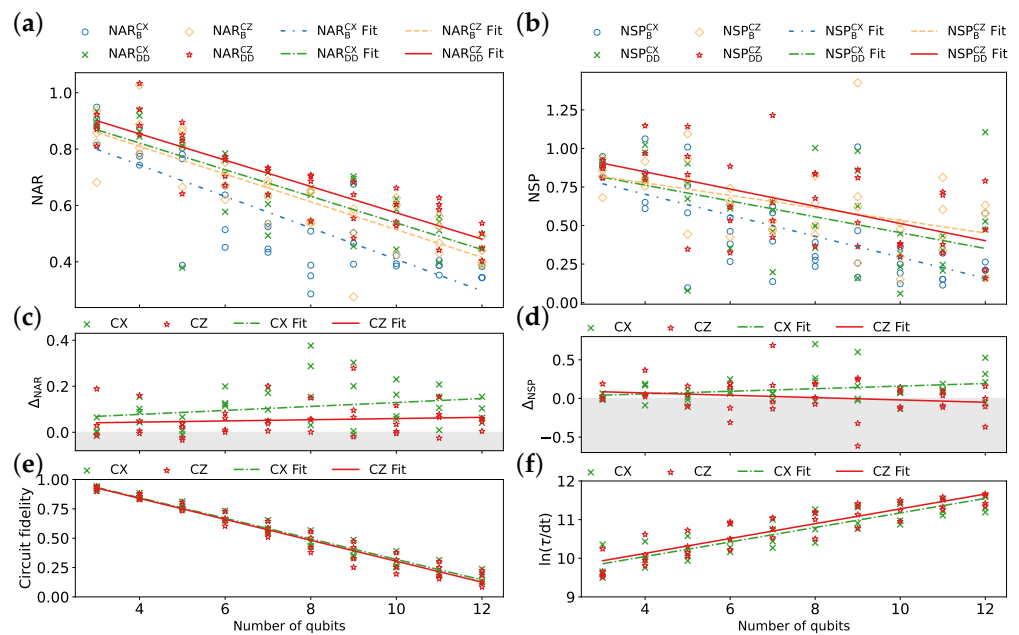 (a)
NAR_B^CX NAR_B^CZ NAR_B^CX Fit NAR_B^CZ Fit
NAR_DD^CX NAR_DD^CZ NAR_DD^CX Fit NAR_DD^CZ Fit
NAR
1.0
0.8
0.6
0.4
(b)
NSP_B^CX NSP_B^CZ NSP_B^CX Fit NSP_B^CZ Fit
NSP_DD^CX NSP_DD^CZ NSP_DD^CX Fit NSP_DD^CZ Fit
NSP
1.25
1.00
0.75
0.50
0.25
0.00
(c)
CX CZ CX Fit CZ Fit
Δ_NAR
0.4
0.2
0.0
(d)
CX CZ CX Fit CZ Fit
Δ_NSP
0.5
0.0
−0.5
(e)
CX CZ CX Fit CZ Fit
Circuit fidelity
1.00
0.75
0.50
0.25
0.00
4 6 8 10 12
Number of qubits
(f)
CX CZ CX Fit CZ Fit
ln(τ/dt)
12
11
10
9
4 6 8 10 12
Number of qubits